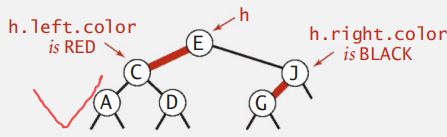 h.left.color
is RED
h
E
h.right.color
is BLACK
C
J
A
D
G